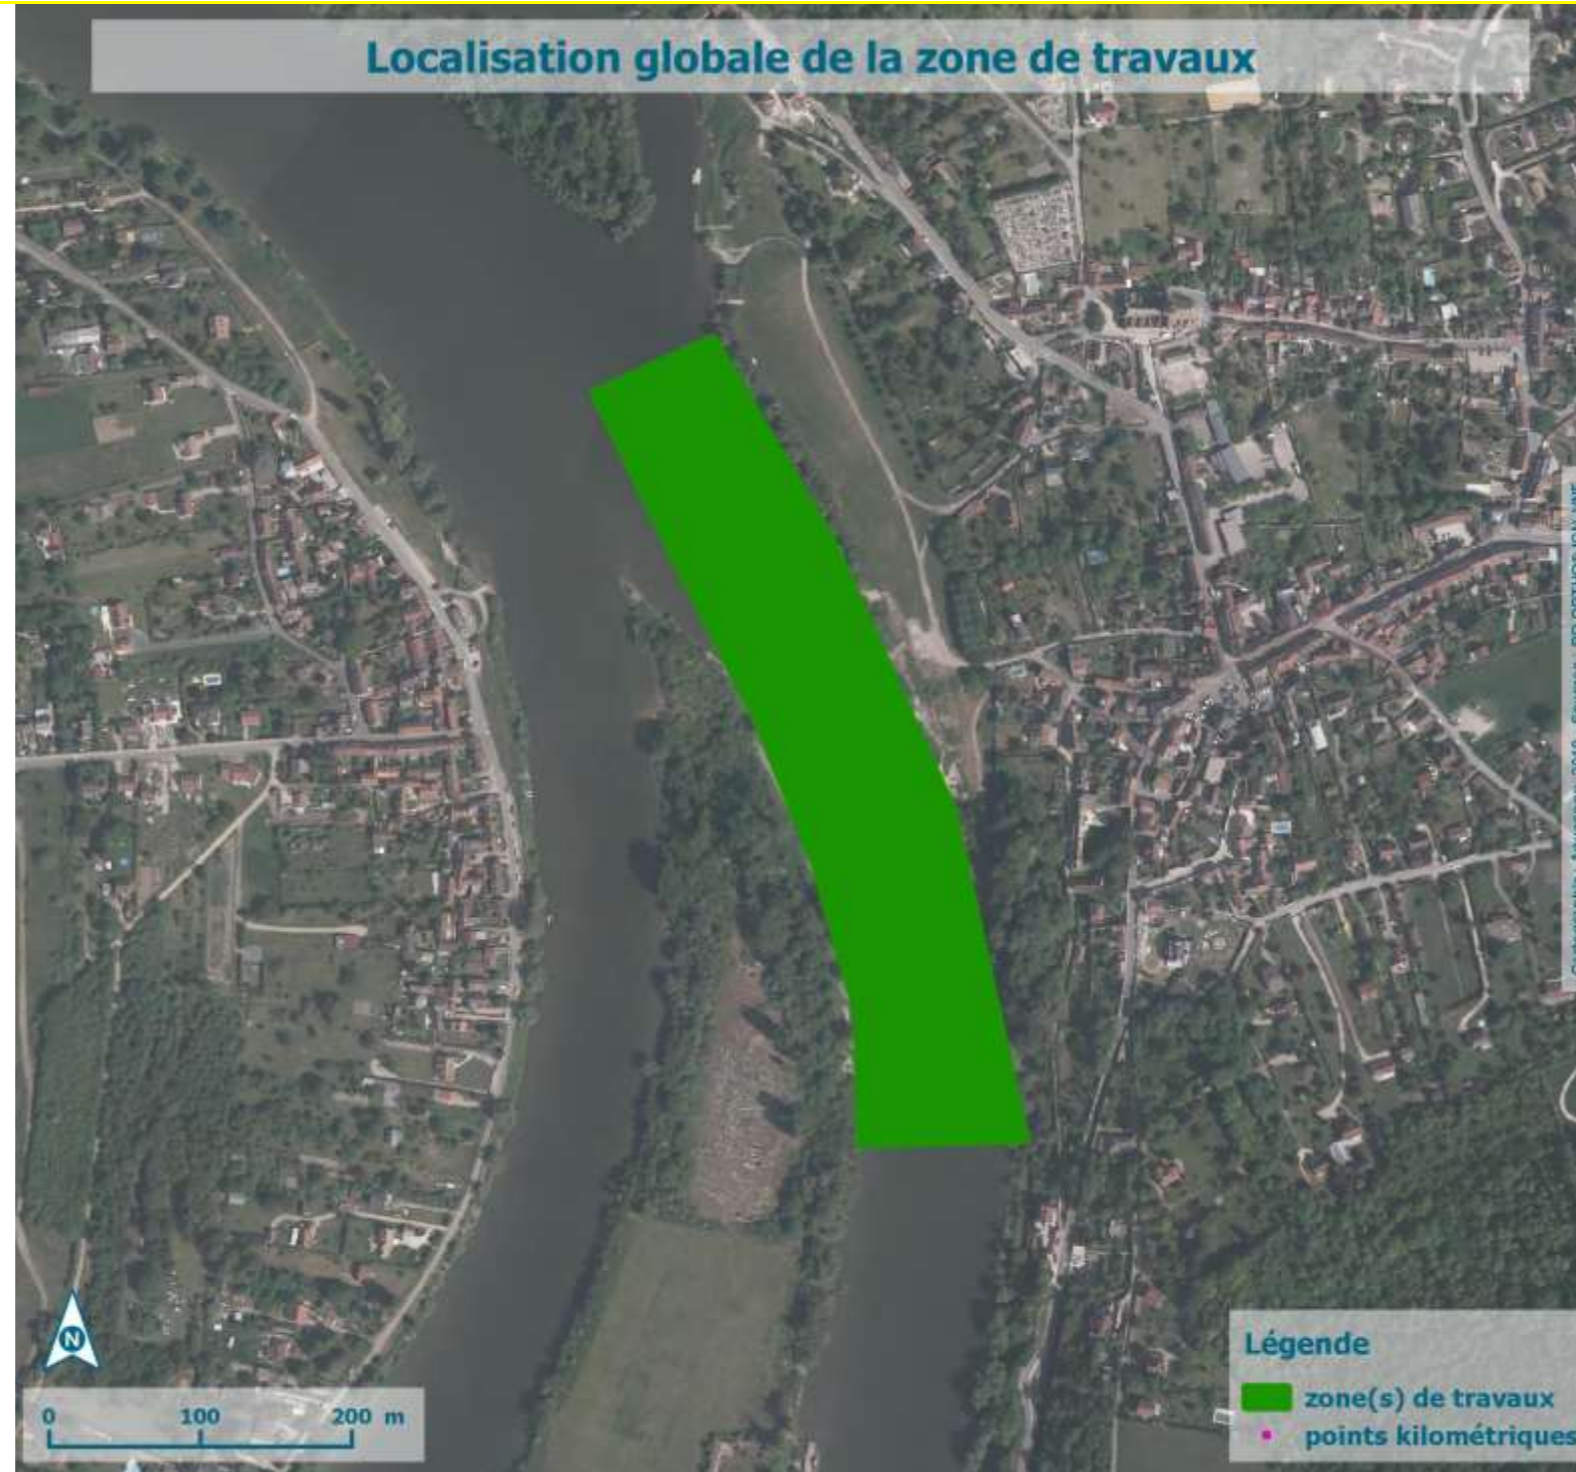 Localisation globale de la zone de travaux
N
0 100 200 m
Légende
zone(s) de travaux
points kilométriques